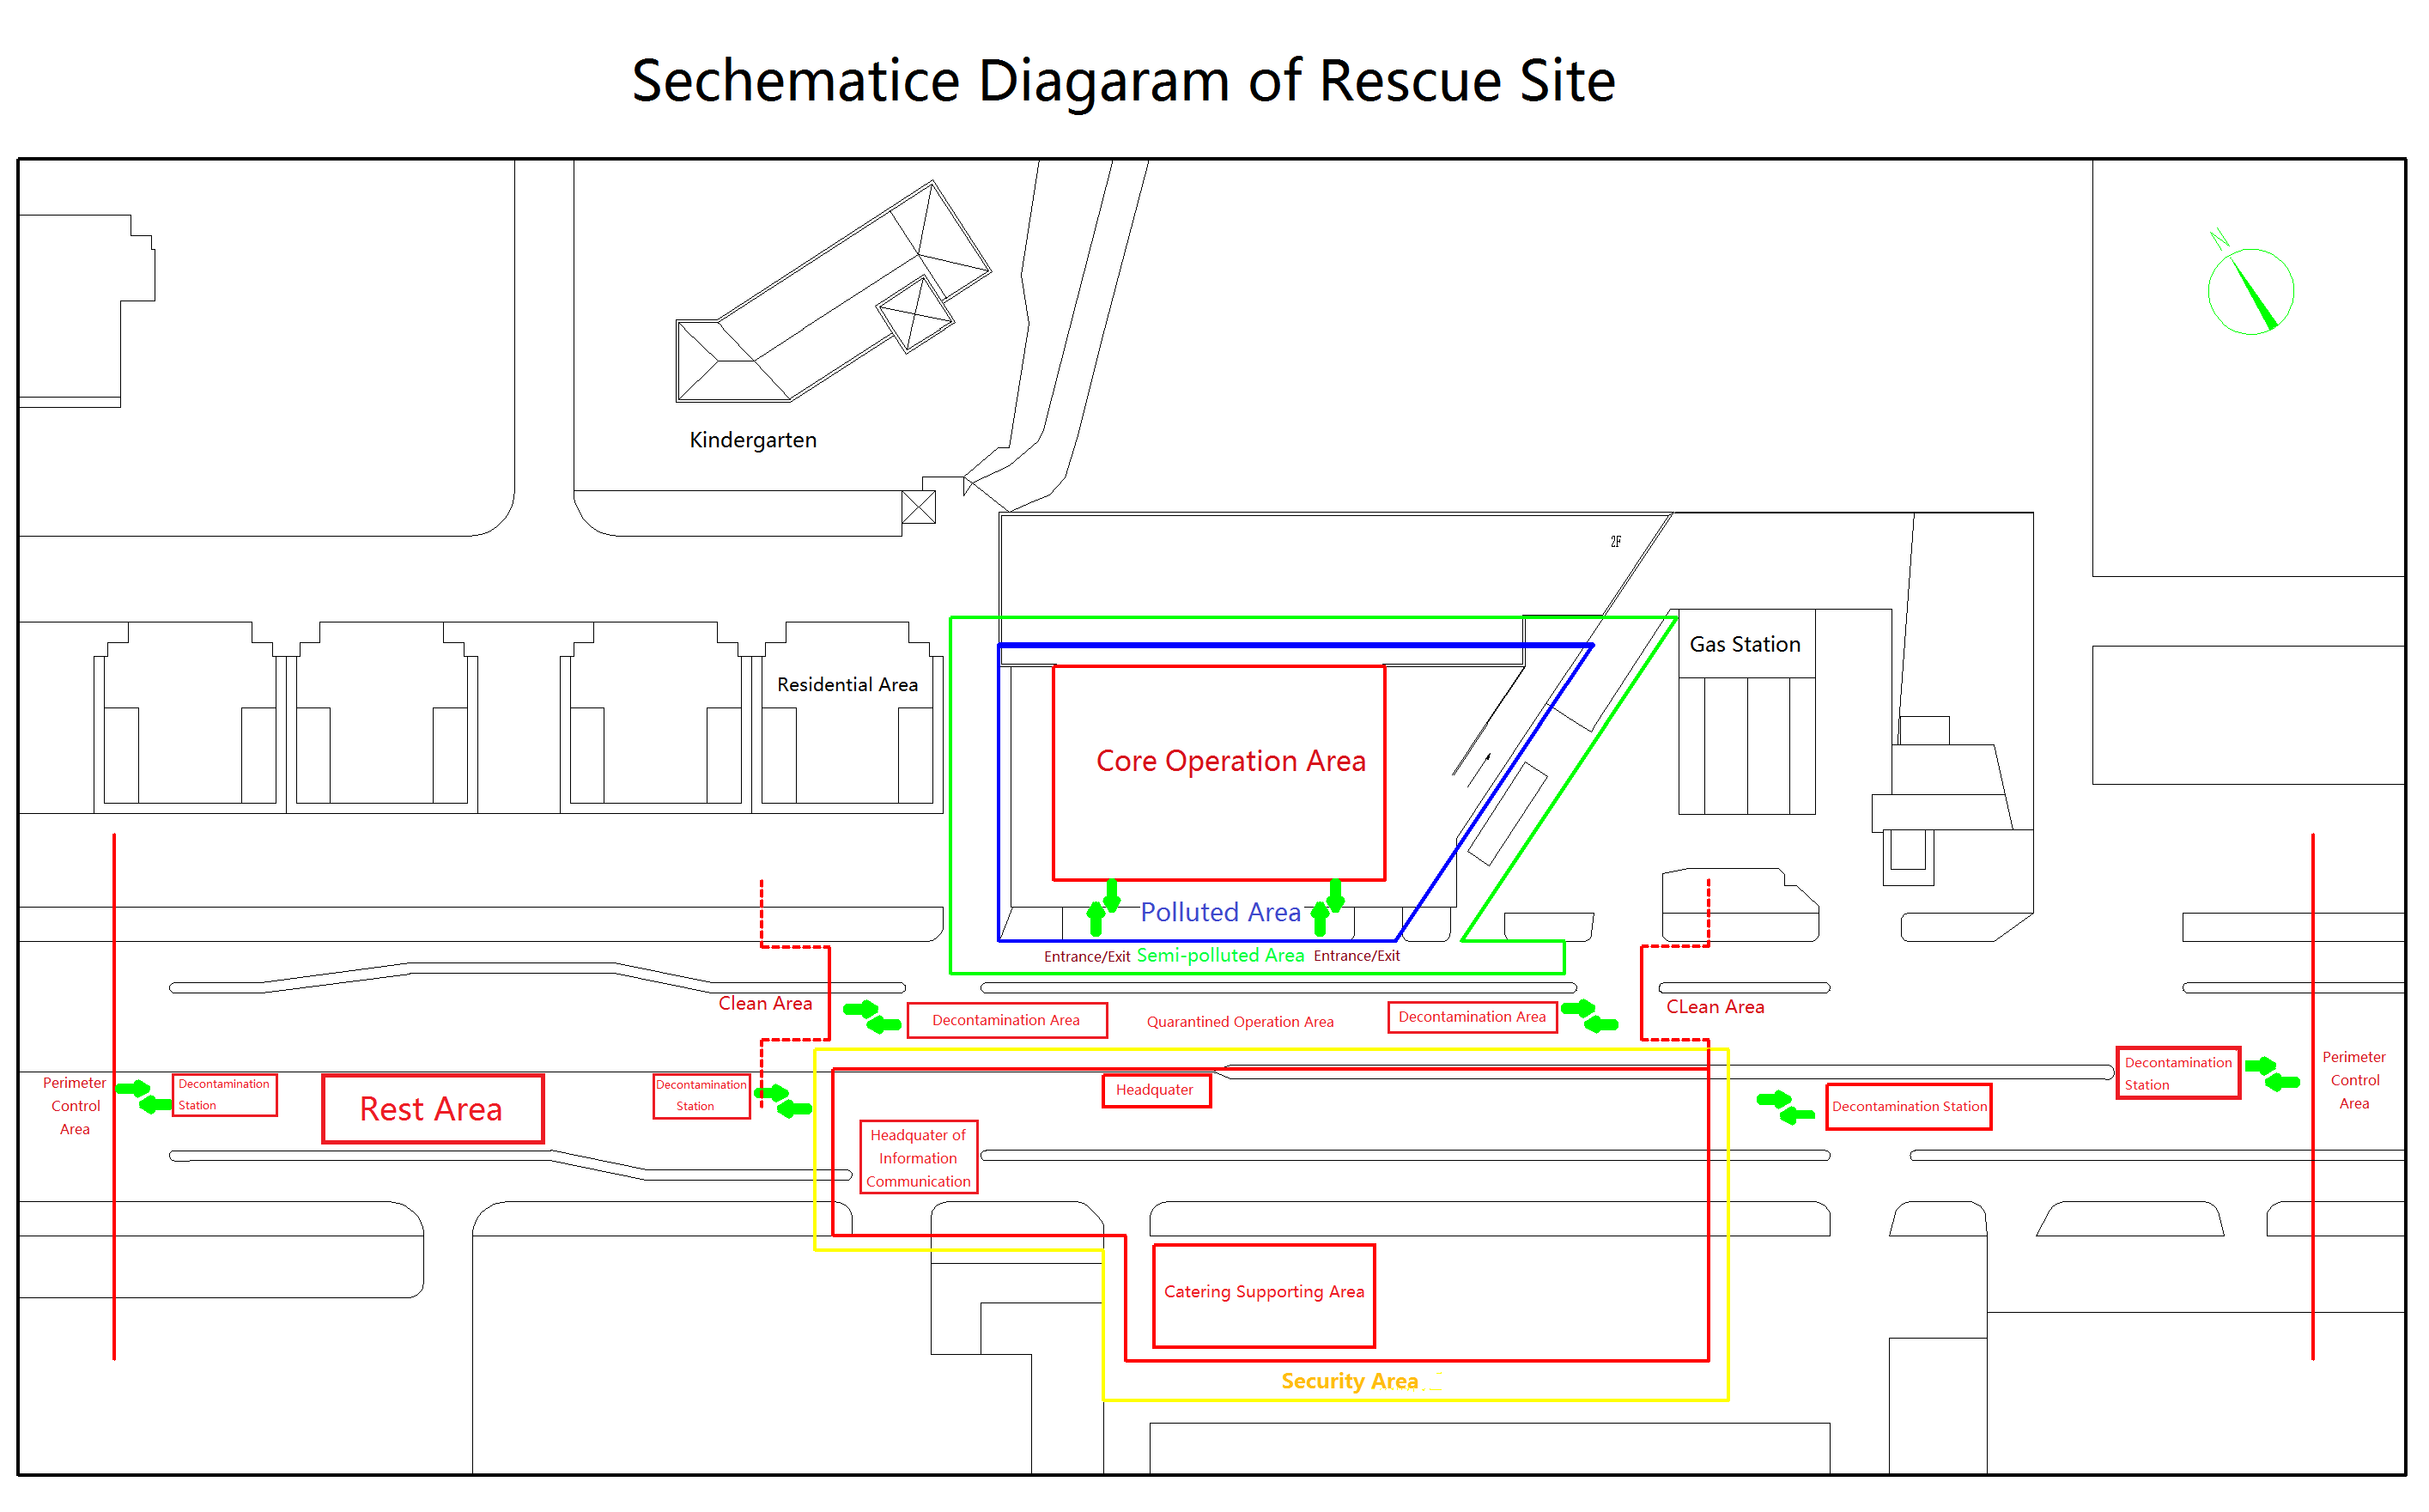 Sechematice Diagaram of Rescue Site
N
Kindergarten
2F
Gas Station
Residential Area
Core Operation Area
Polluted Area
Entrance/Exit
Semi-polluted Area
Entrance/Exit
Clean Area
CLean Area
Decontamination Area
Quarantined Operation Area
Decontamination Area
Perimeter
Control
Area
Decontamination
Station
Rest Area
Decontamination
Station
Headquater
Decontamination Station
Decontamination
Station
Perimeter
Control
Area
Headquater of
Information
Communication
Catering Supporting Area
Security Area